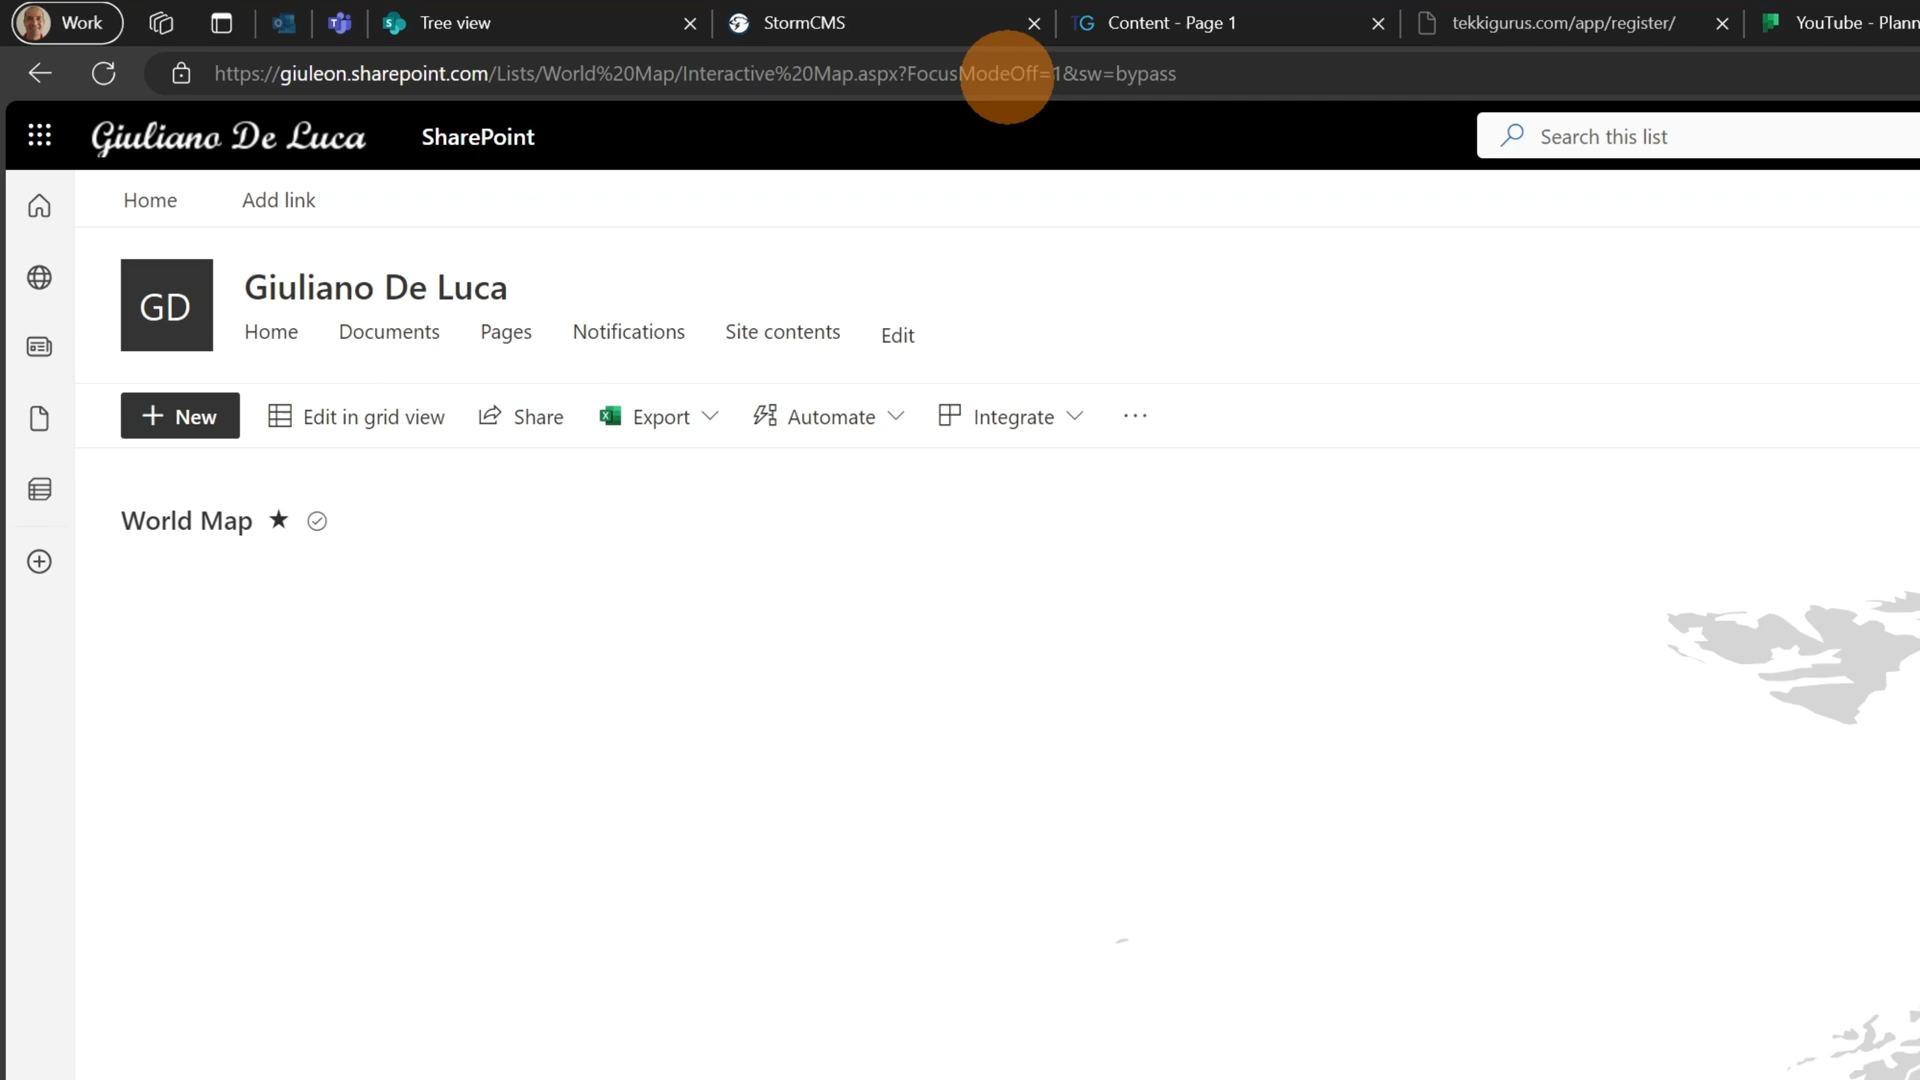 Work
Tree view
StormCMS
Content - Page 1
tekkigurus.com/app/register/
YouTube - Plann
https://giuleon.sharepoint.com/Lists/World%20Map/Interactive%20Map.aspx?FocusModeOff=1&sw=bypass
Giuliano De Luca
SharePoint
Search this list
Home
Add link
GD
Giuliano De Luca
Home
Documents
Pages
Notifications
Site contents
Edit
New
Edit in grid view
Share
Export
Automate
Integrate
World Map